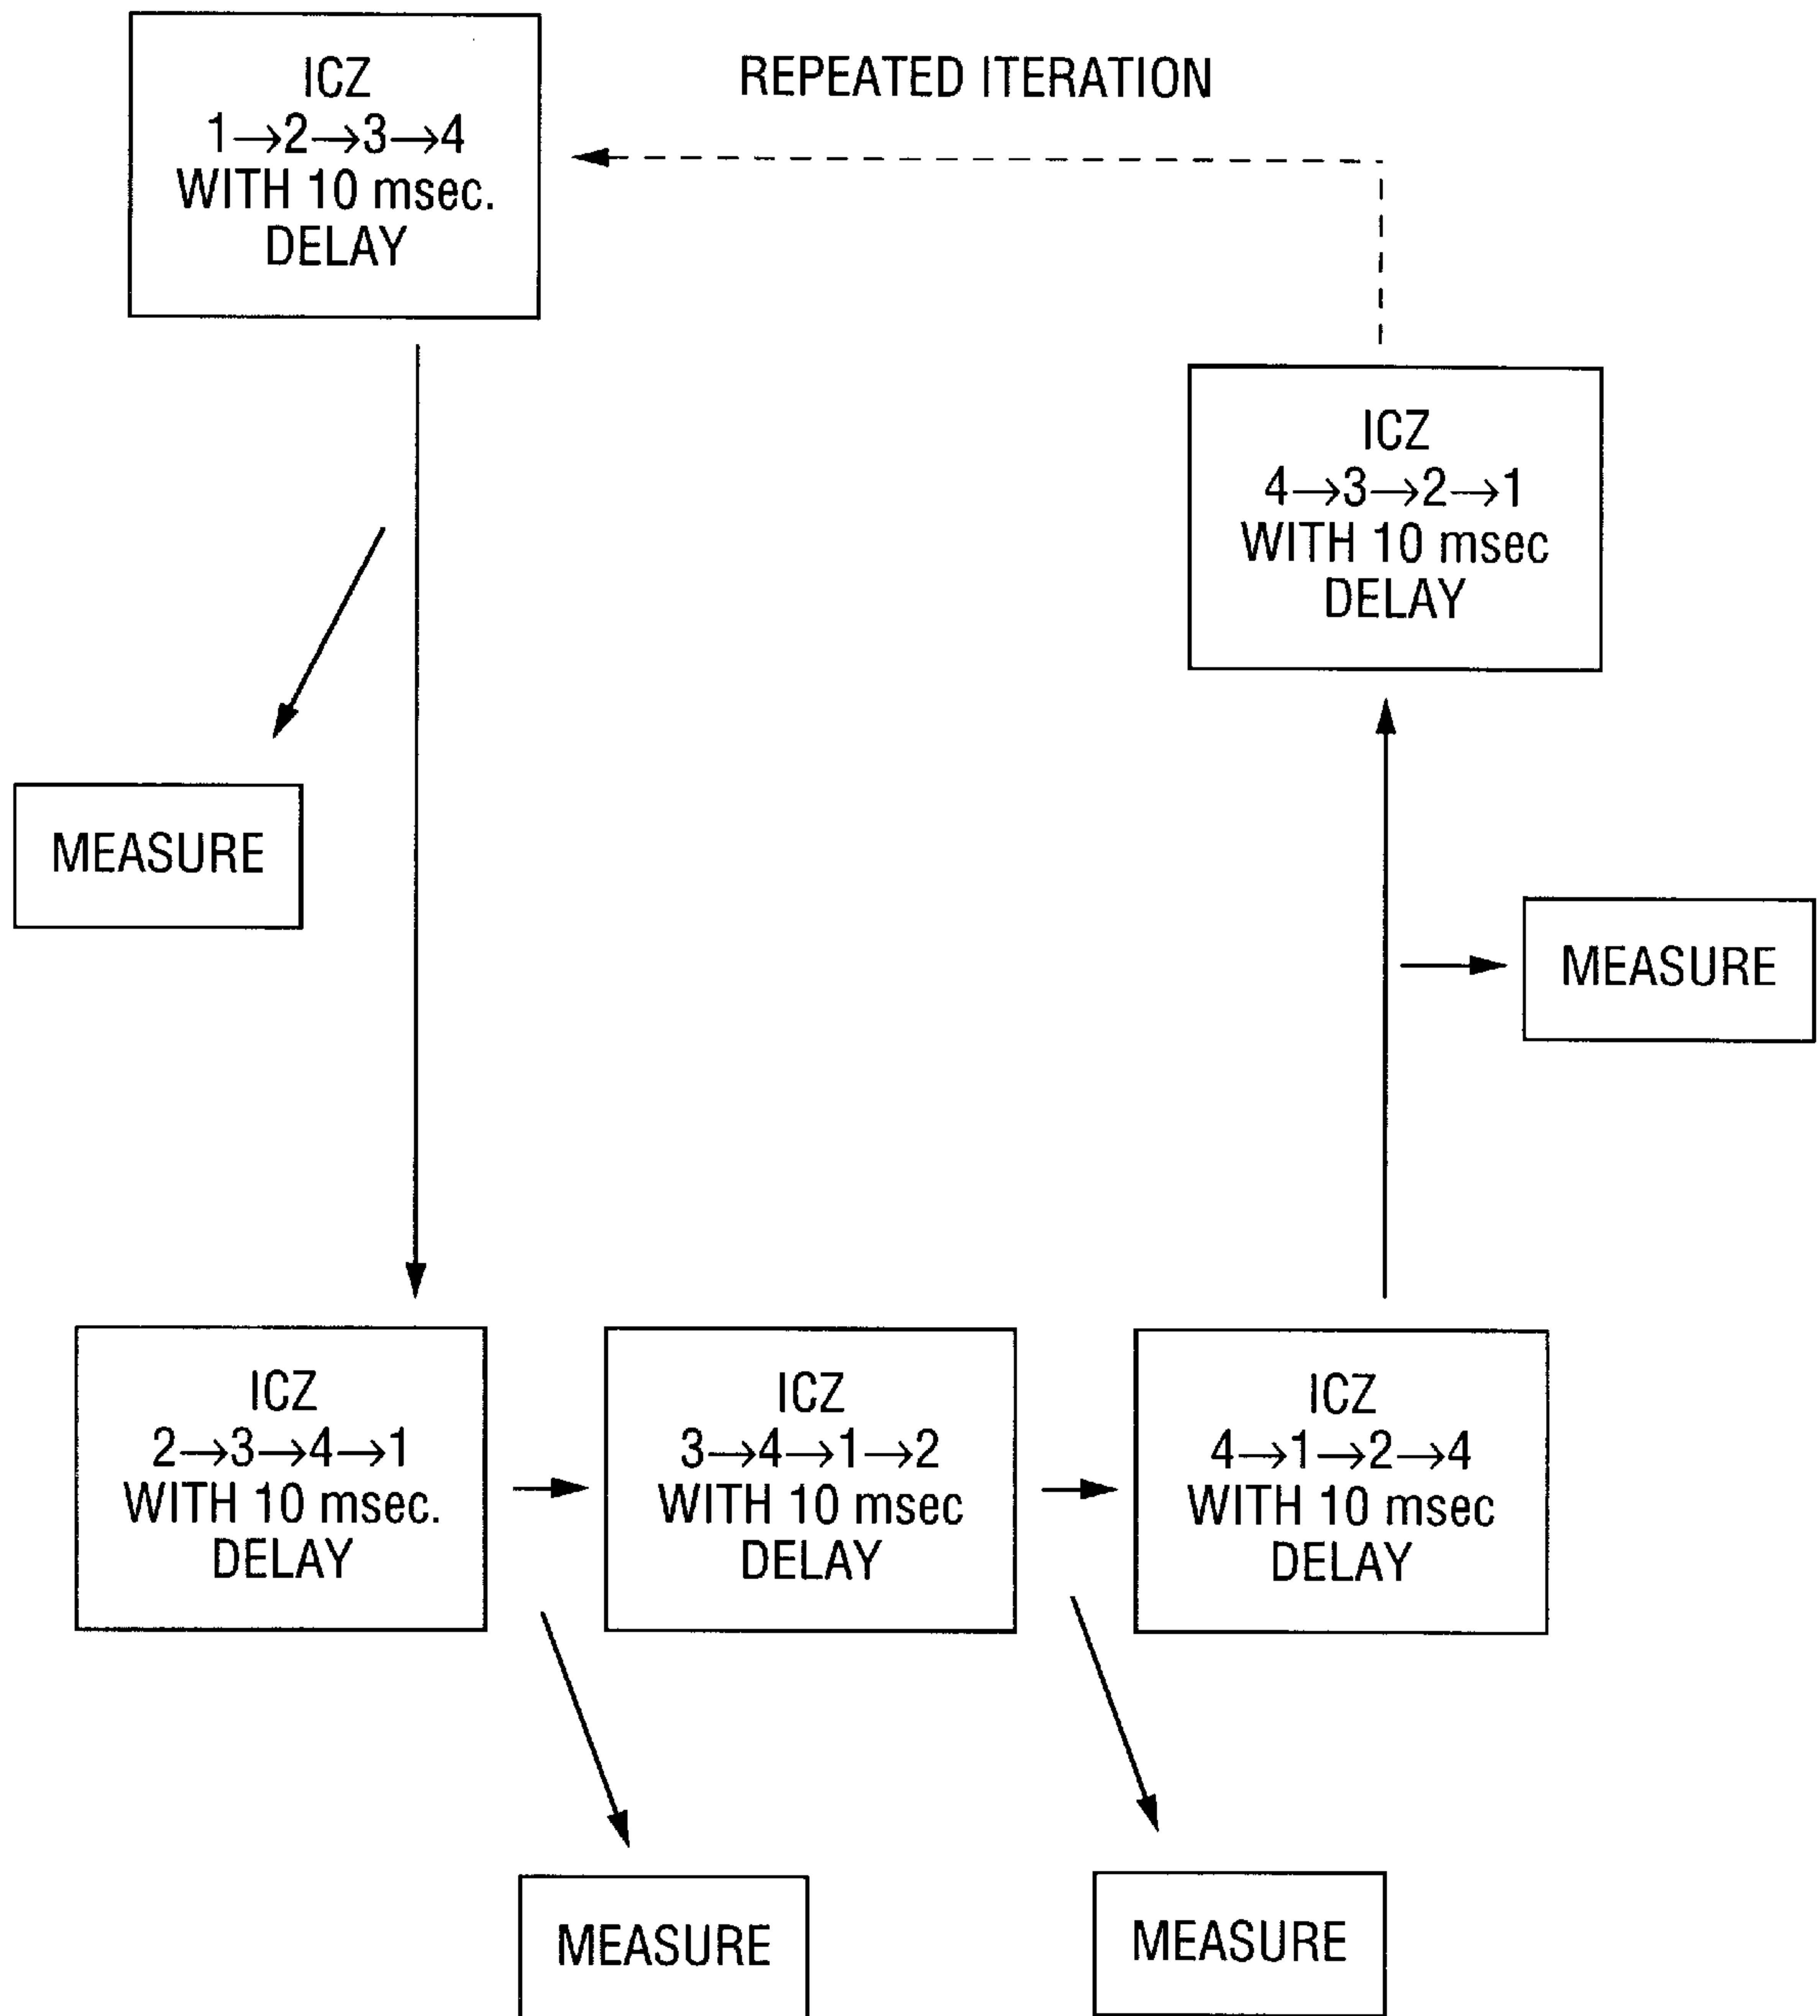 ICZ
1→2→3→4
WITH 10 msec.
DELAY
REPEATED ITERATION
ICZ
4→3→2→1
WITH 10 msec
DELAY
MEASURE
MEASURE
ICZ
2→3→4→1
WITH 10 msec.
DELAY
ICZ
3→4→1→2
WITH 10 msec
DELAY
ICZ
4→1→2→4
WITH 10 msec
DELAY
MEASURE
MEASURE